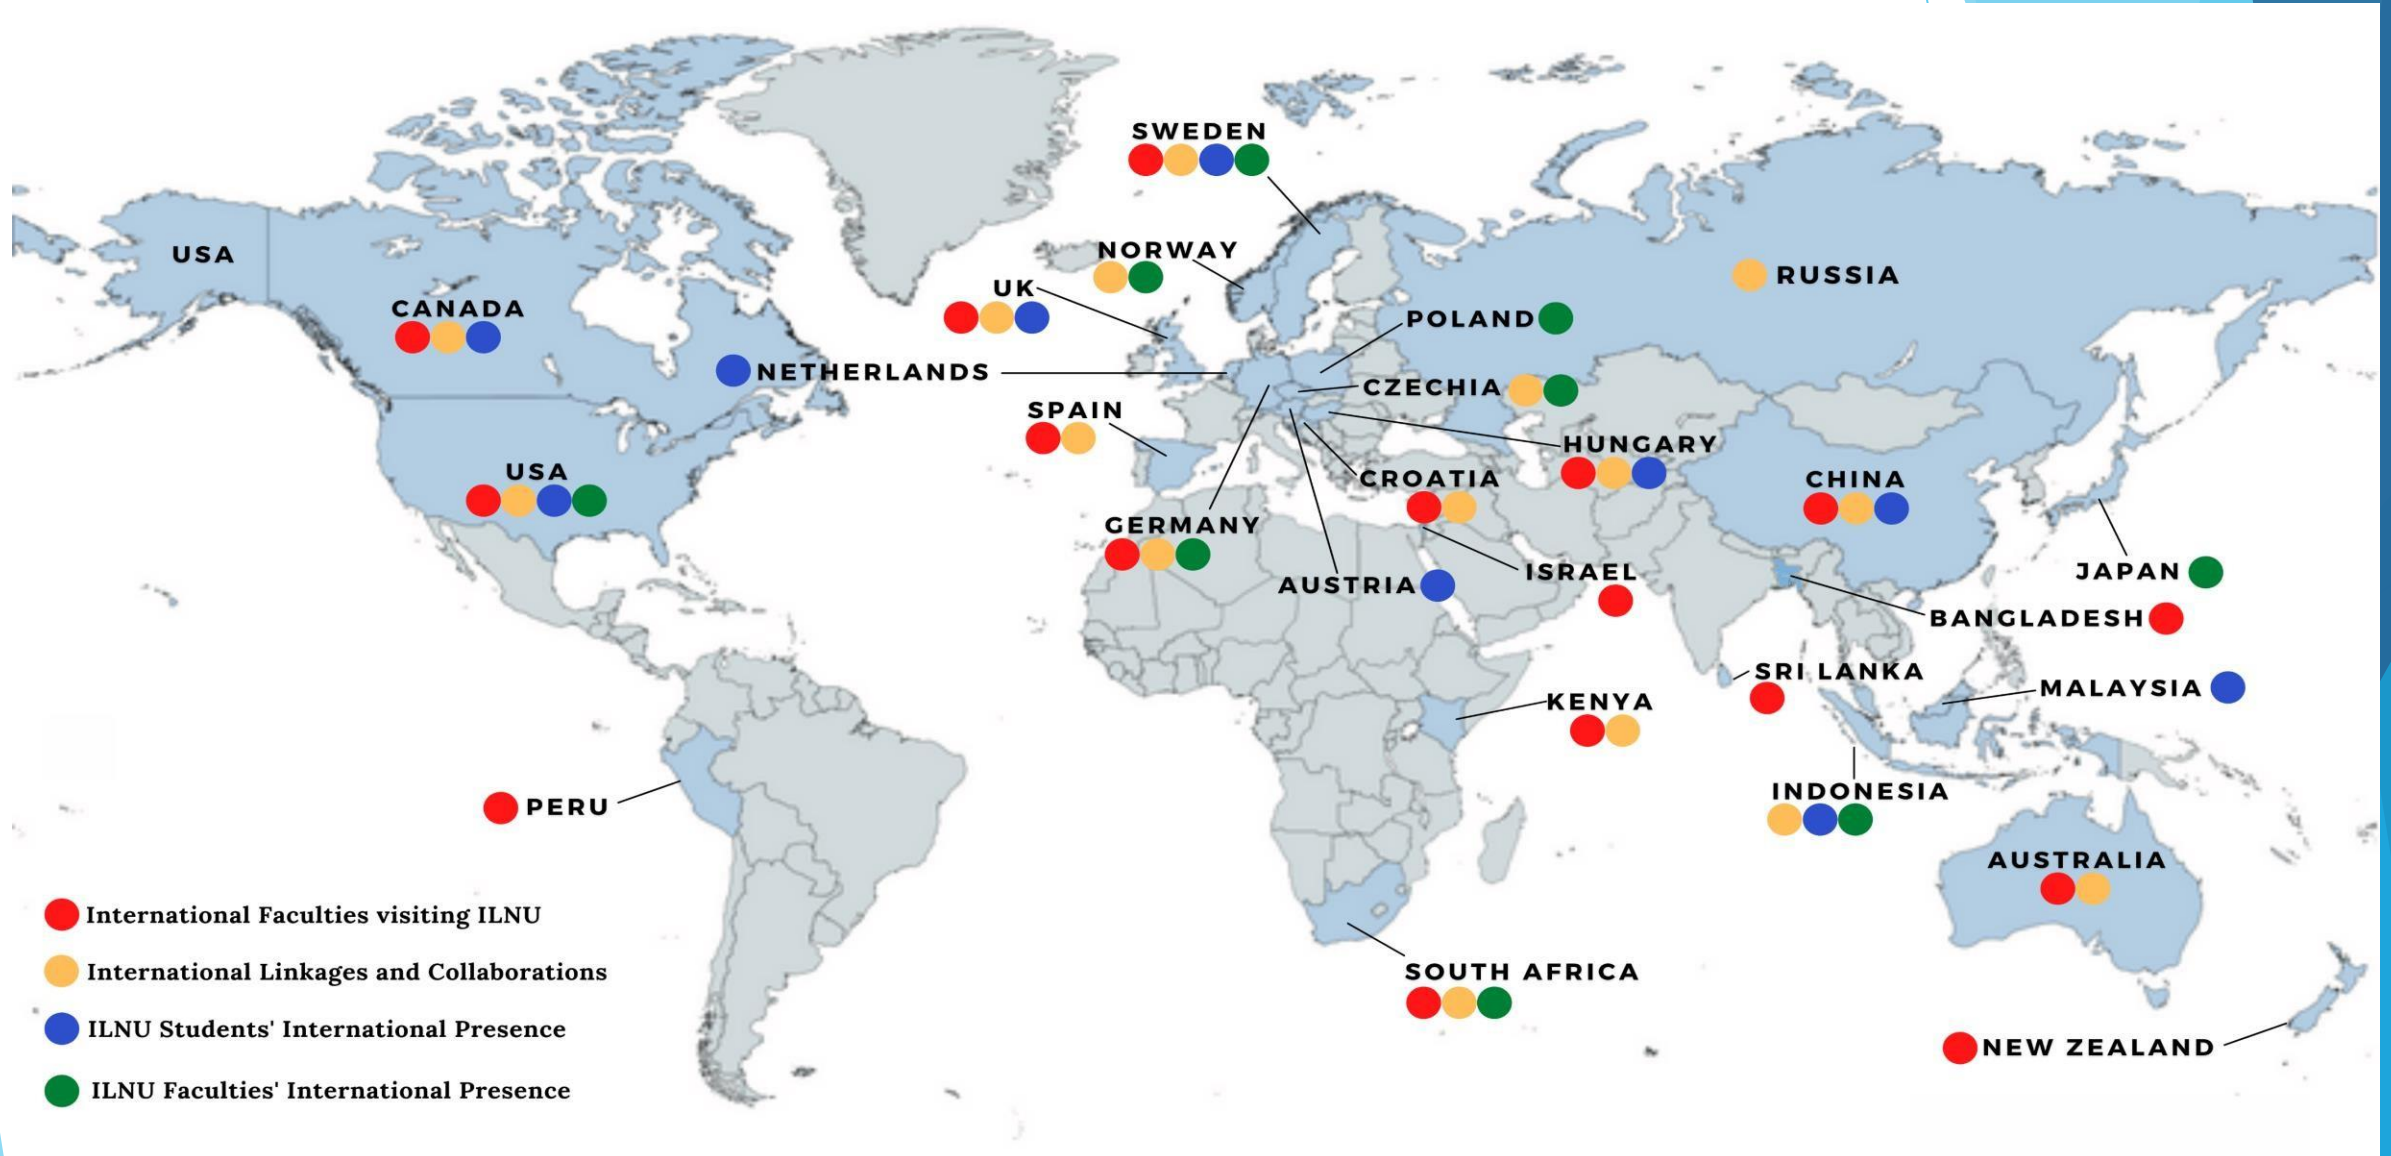 SWEDEN
NORWAY
USA
RUSSIA
UK
CANADA
POLAND
NETHERLANDS
CZECHIA
SPAIN
HUNGARY
USA
CROATIA
CHINA
GERMANY
ISRAEL
JAPAN
AUSTRIA
BANGLADESH
SRI LANKA
MALAYSIA
KENYA
INDONESIA
PERU
AUSTRALIA
International Faculties visiting ILNU
International Linkages and Collaborations
SOUTH AFRICA
ILNU Students' International Presence
NEW ZEALAND
ILNU Faculties' International Presence